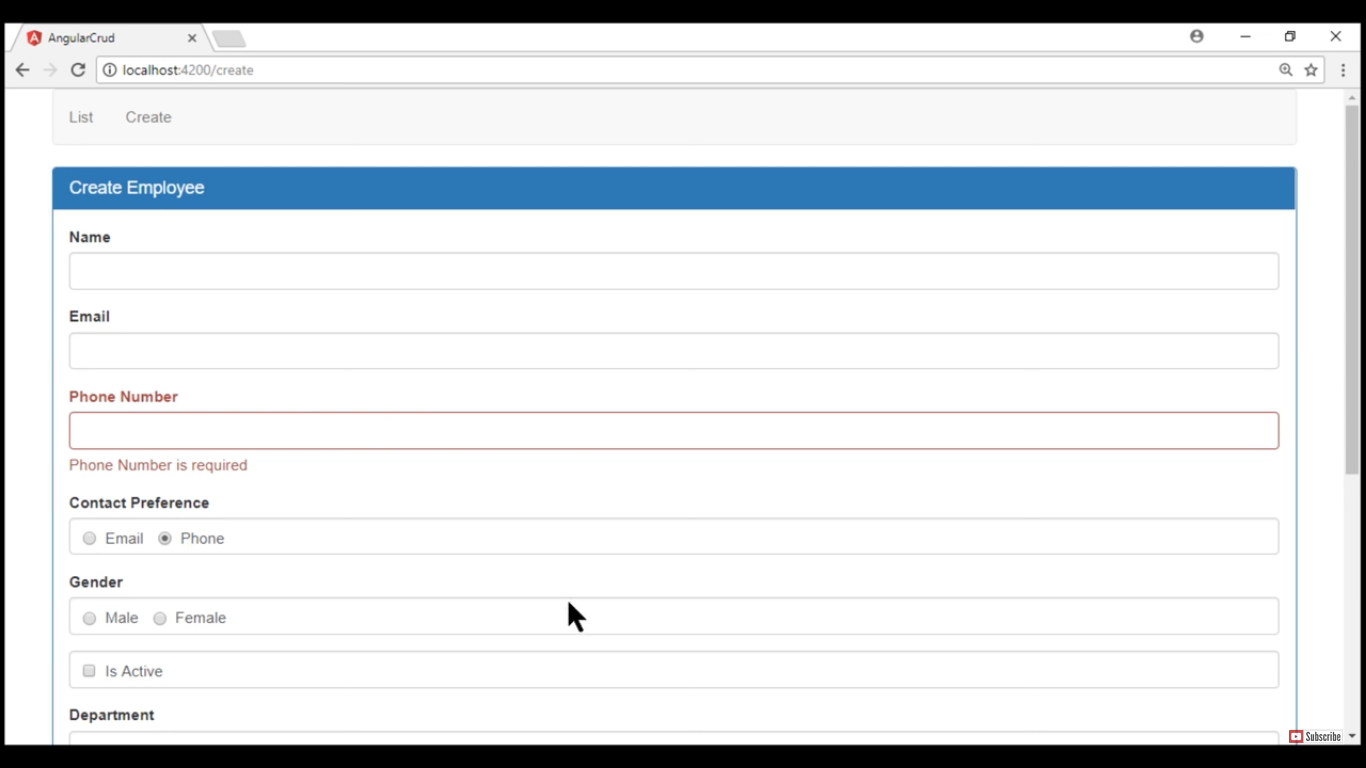 AngularCrud
localhost:4200/create
List Create
Create Employee
Name
Email
Phone Number
Phone Number is required
Contact Preference
Email Phone
Gender
Male Female
Is Active
Department
Subscribe